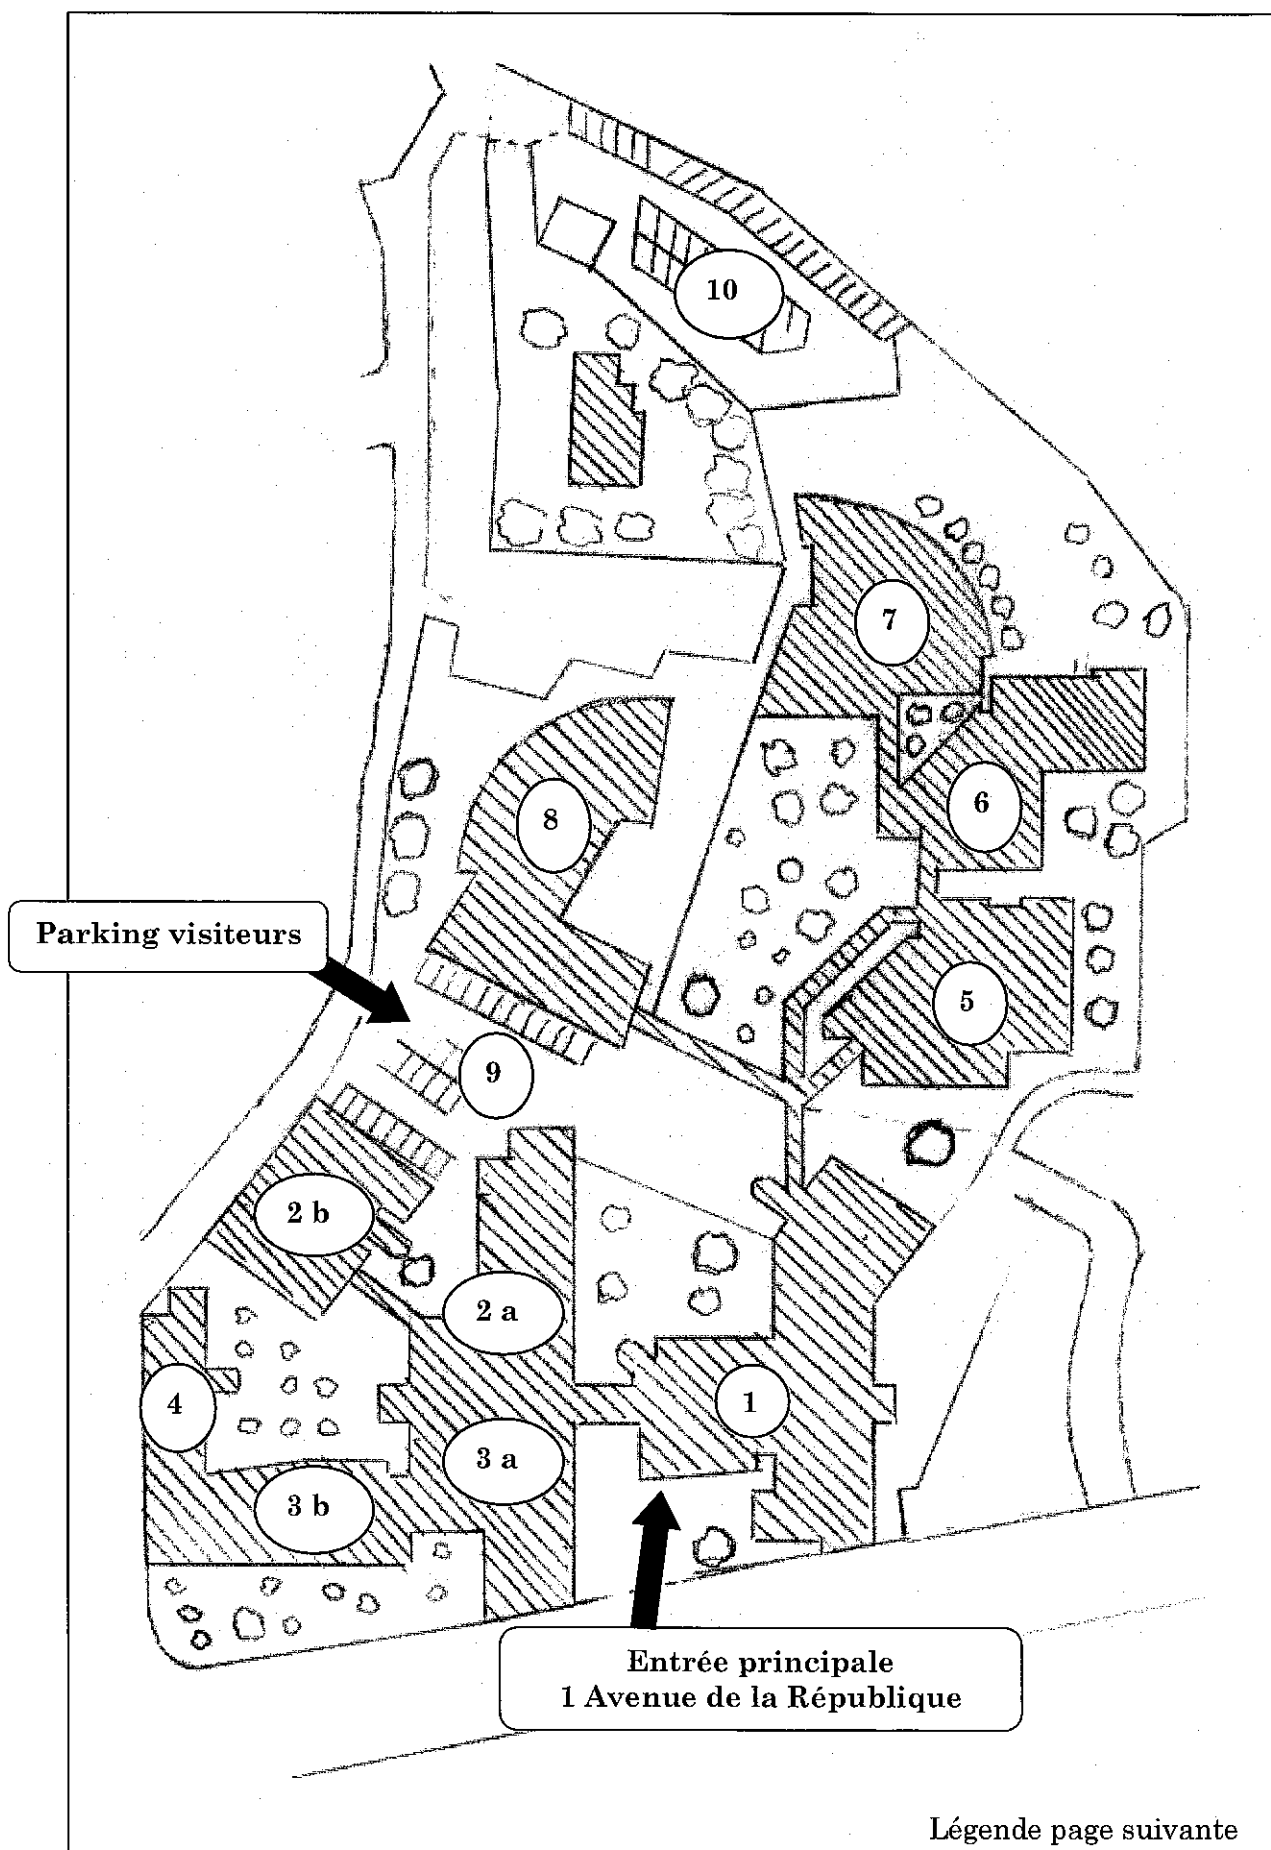 10
7
8
6
Parking visiteurs
5
9
2 b
2 a
4
1
3 a
3 b
Entrée principale
1 Avenue de la République
Légende page suivante